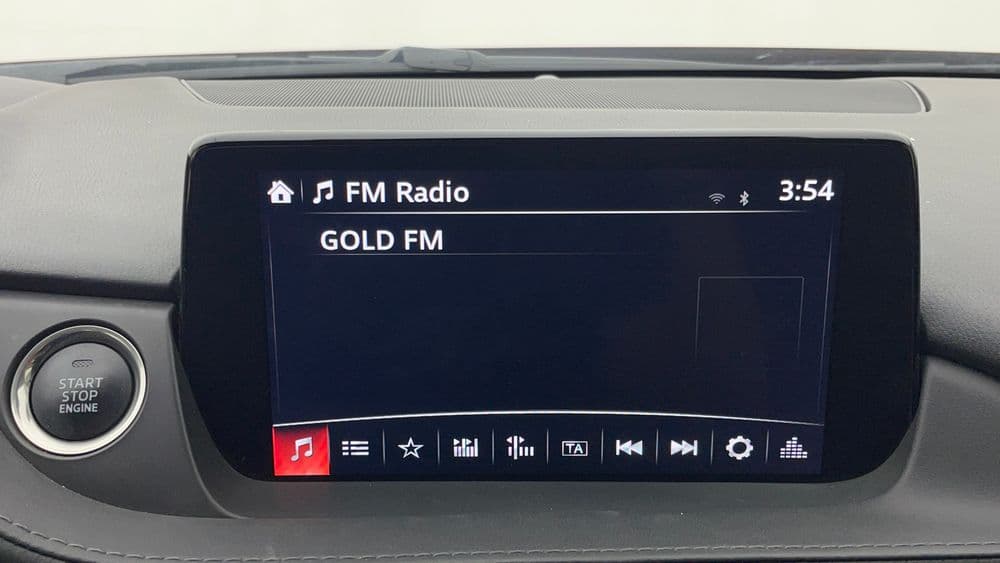 FM Radio 3:54
GOLD FM
START
STOP
ENGINE
TA